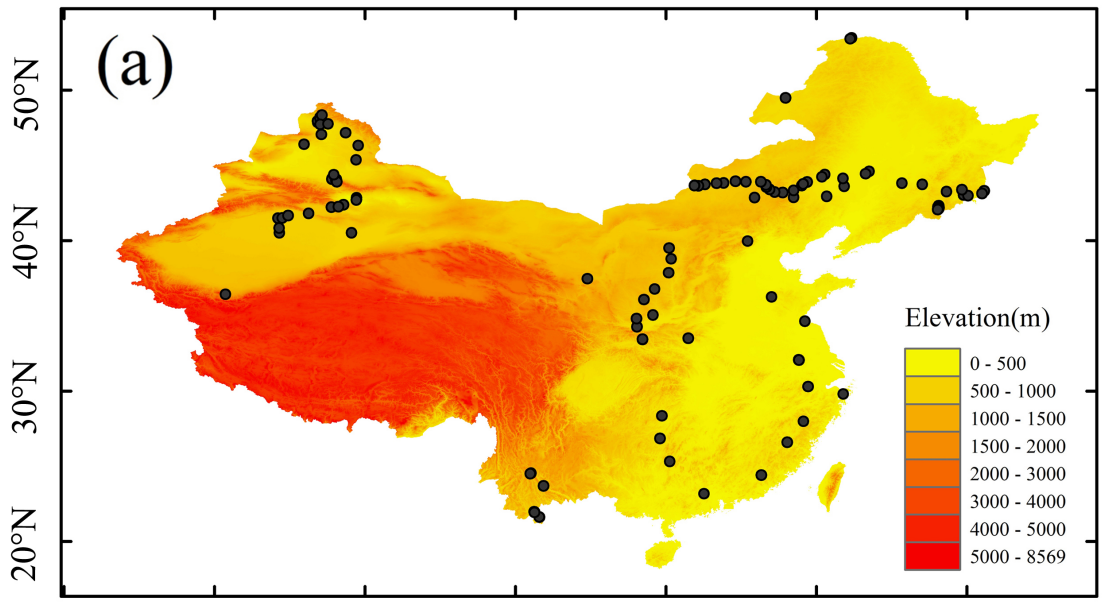 (a)
50°N
40°N
30°N
20°N
Elevation(m)
0 - 500
500 - 1000
1000 - 1500
1500 - 2000
2000 - 3000
3000 - 4000
4000 - 5000
5000 - 8569